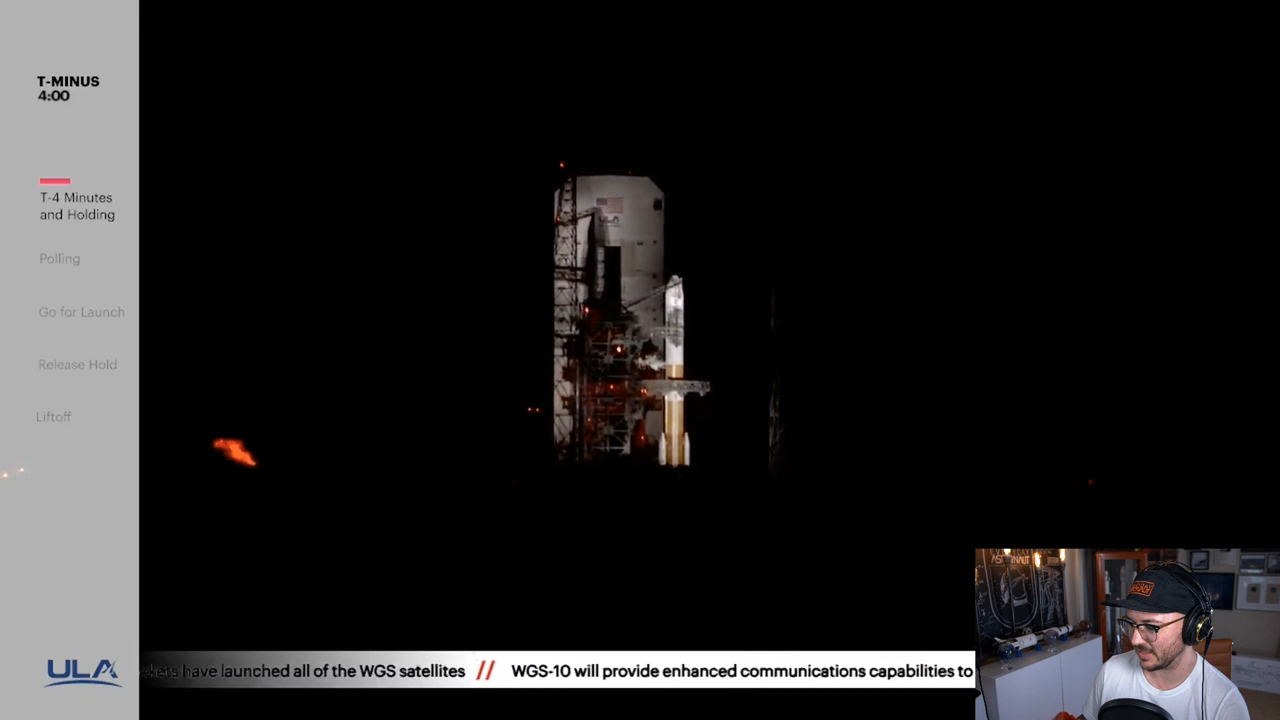 T-MINUS
4:00
T-4 Minutes
and Holding
Polling
Go for Launch
Release Hold
Liftoff
ULA
ULA
have launched all of the WGS satellites // WGS-10 will provide enhanced communications capabilities to